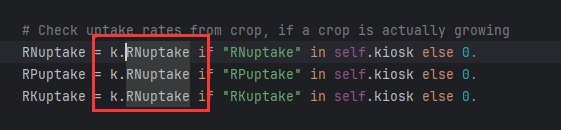 # Check uptake rates from crop, if a crop is actually growing
RNuptake = k.RNuptake if "RNuptake" in self.kiosk else 0.
RPuptake = k.RNuptake if "RPuptake" in self.kiosk else 0.
RKuptake = k.RNuptake if "RKuptake" in self.kiosk else 0.